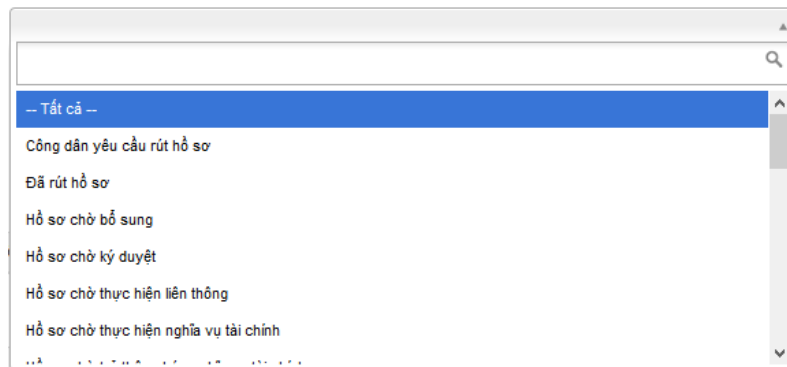 -- Tất cả --
Công dân yêu cầu rút hồ sơ
Đã rút hồ sơ
Hồ sơ chờ bổ sung
Hồ sơ chờ ký duyệt
Hồ sơ chờ thực hiện liên thông
Hồ sơ chờ thực hiện nghĩa vụ tài chính